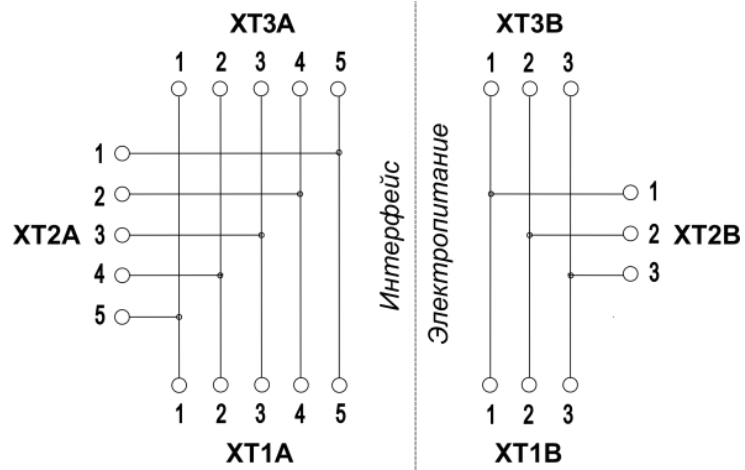 XT3A
XT3B
1 2 3 4 5
1 2 3
1
2
XT2A 3
4
5
Интерфейс
Электропитание
1
2 XT2B
3
1 2 3 4 5
1 2 3
XT1A
XT1B